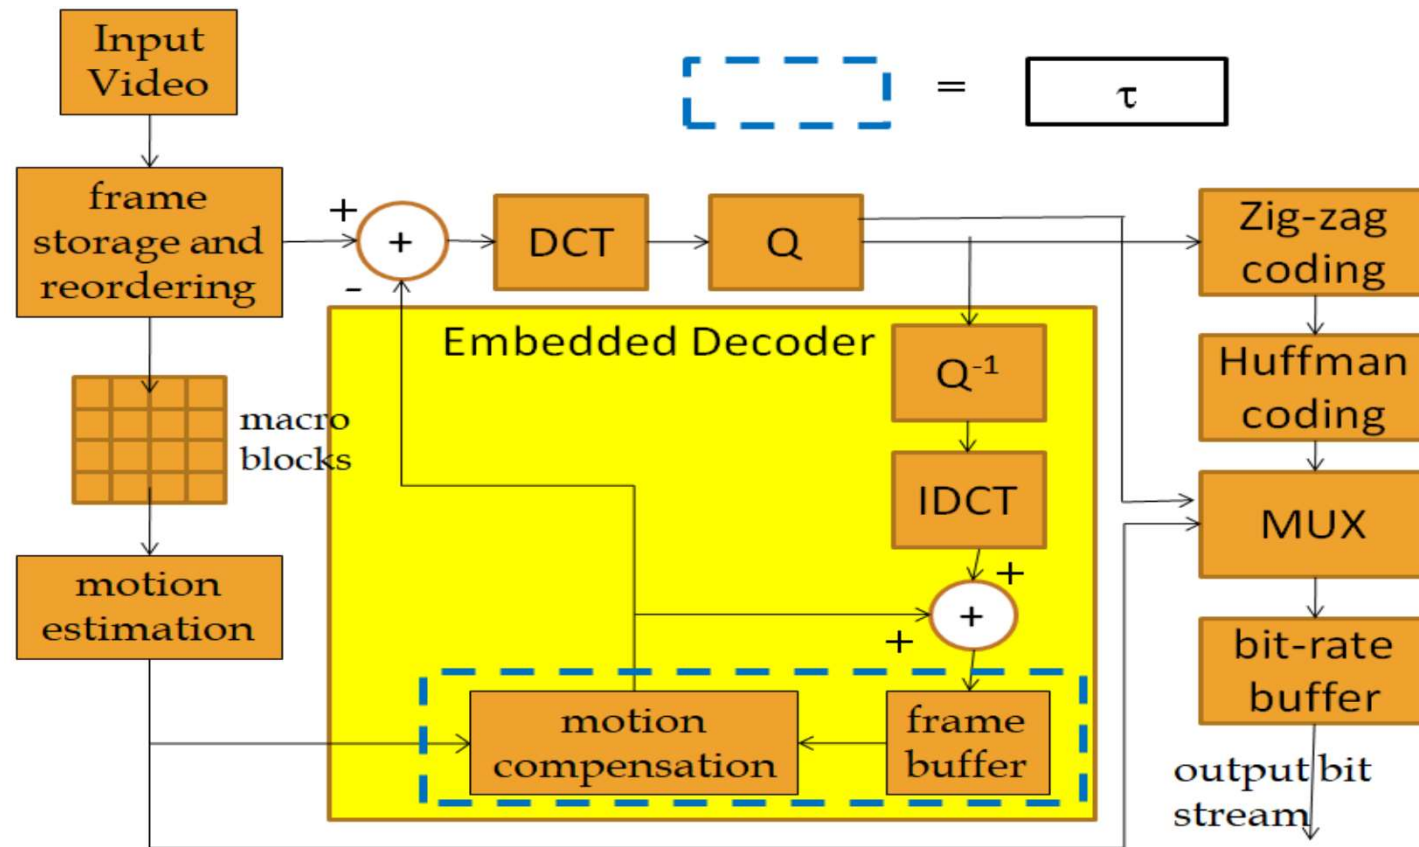 Input
Video
=
τ
frame
storage and
reordering
+
-
+
DCT
Q
Zig-zag
coding
Embedded Decoder
Q-1
Huffman
coding
macro
blocks
IDCT
MUX
motion
estimation
+
+
+
bit-rate
buffer
motion
compensation
frame
buffer
output bit
stream